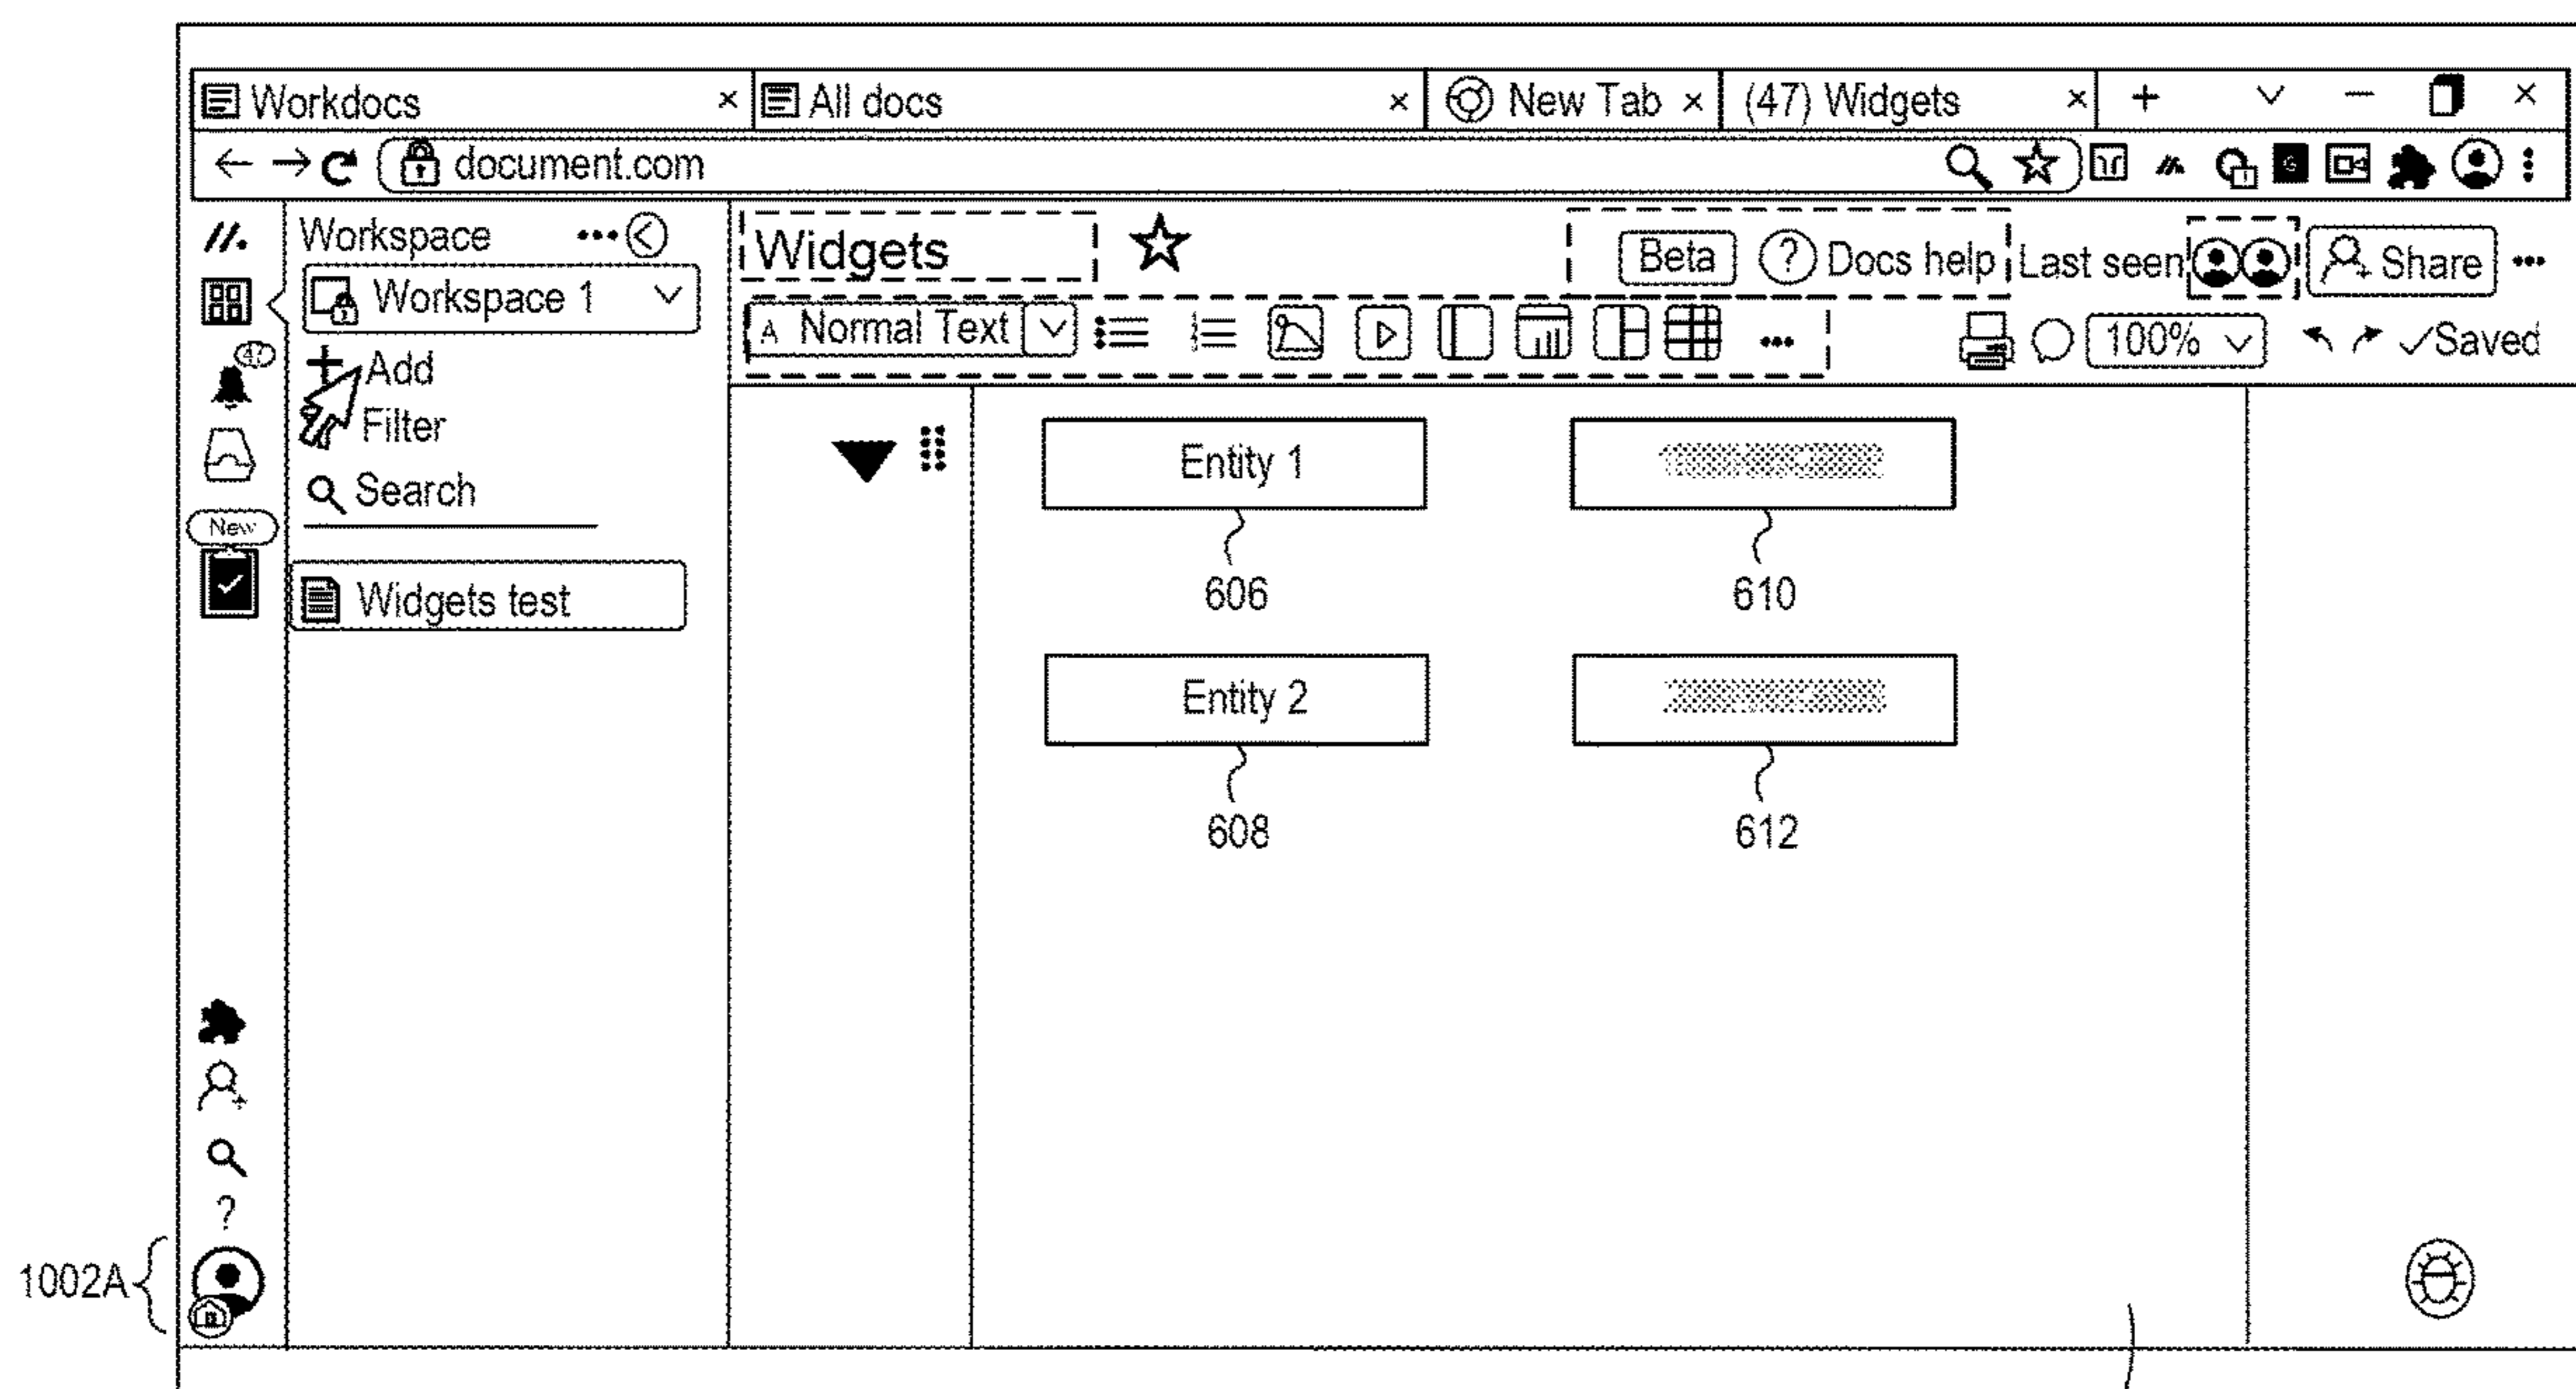 Workdocs × All docs × New Tab × (47) Widgets × + ×
document.com
Workspace ••• Widgets Beta ? Docs help Last seen Share •••
Workspace 1
A Normal Text ••• 100% ✓Saved
47
+ Add
Filter
Search
New
Widgets test
Entity 1
606 610
Entity 2
608 612
?
1002A